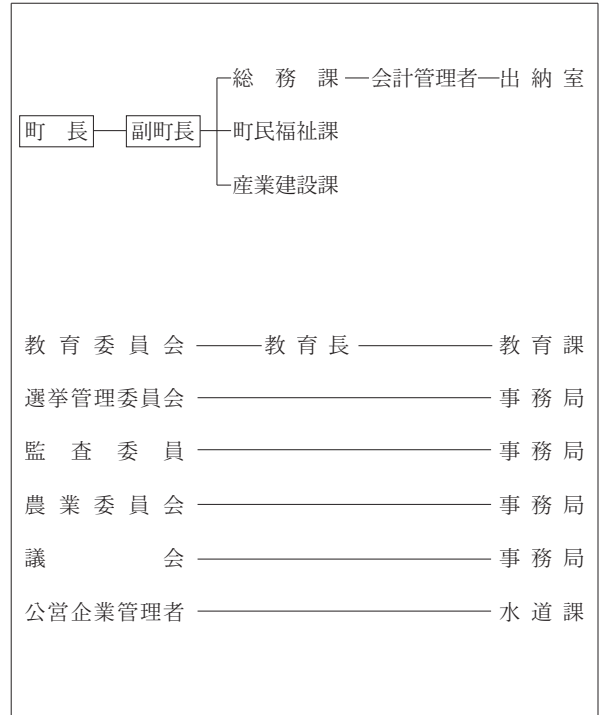 総務課 会計管理者 出納室
町長 副町長 町民福祉課
産業建設課
教育委員会 教育長 教育課
選挙管理委員会 事務局
監査委員 事務局
農業委員会 事務局
議会 事務局
公営企業管理者 水道課